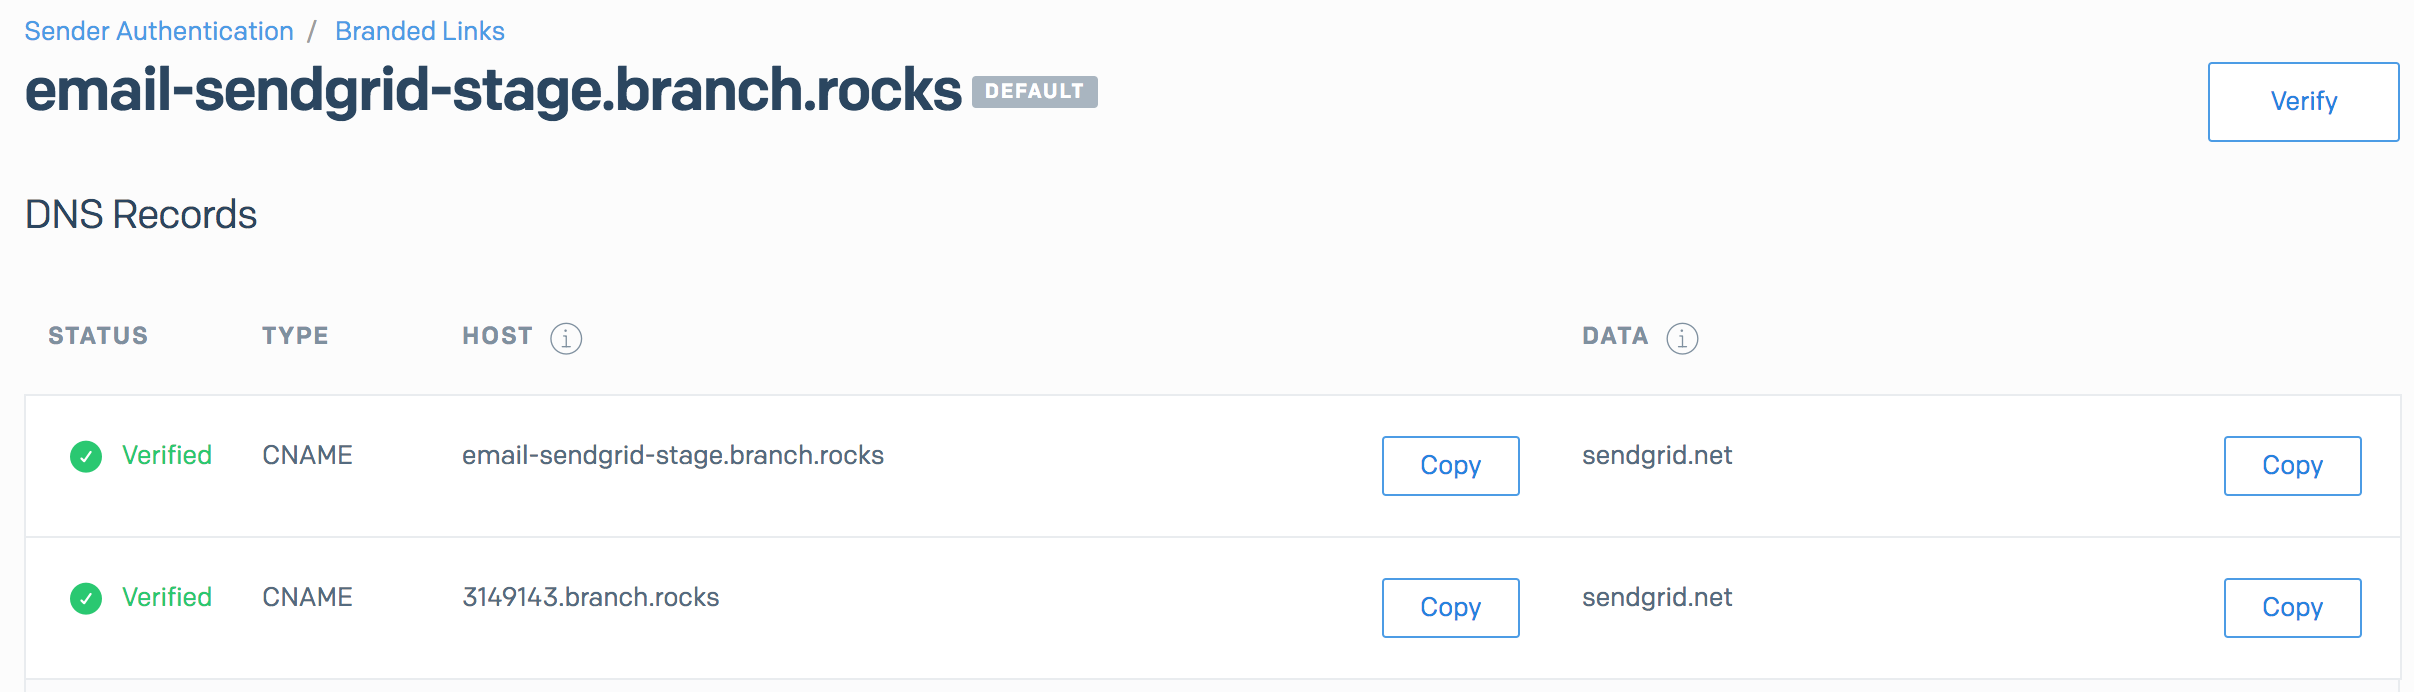 Sender Authentication / Branded Links
email-sendgrid-stage.branch.rocks DEFAULT
Verify
DNS Records
STATUS TYPE HOST i DATA i
Verified CNAME email-sendgrid-stage.branch.rocks Copy sendgrid.net Copy
Verified CNAME 3149143.branch.rocks Copy sendgrid.net Copy